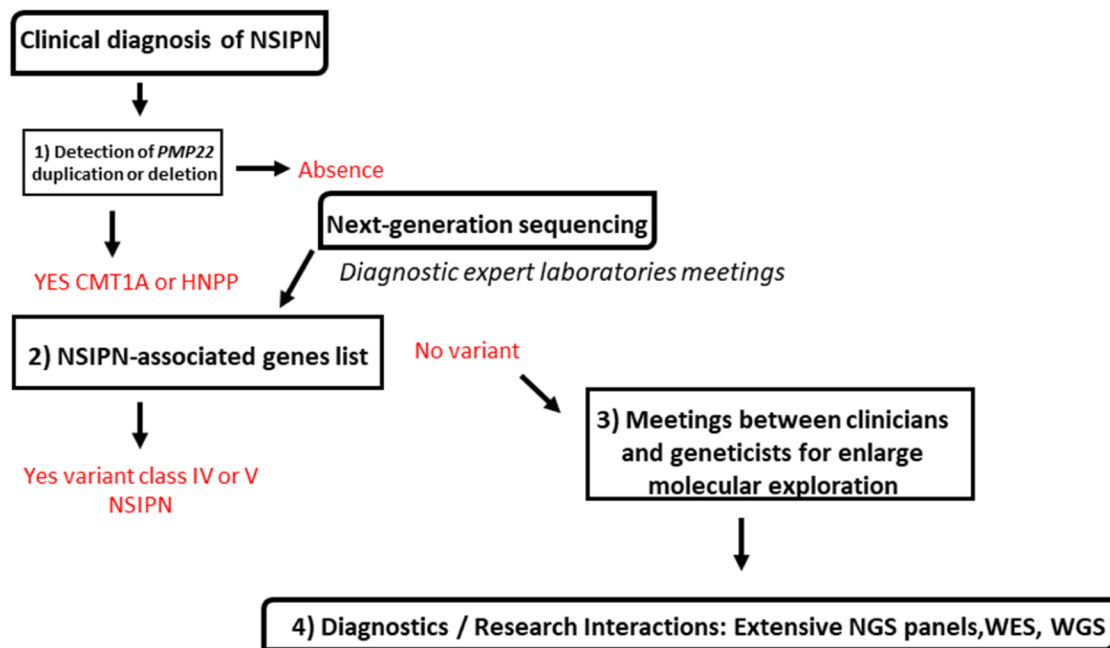 Clinical diagnosis of NSIPN
1) Detection of PMP22
duplication or deletion
Absence
Next-generation sequencing
Diagnostic expert laboratories meetings
YES CMT1A or HNPP
2) NSIPN-associated genes list
No variant
3) Meetings between clinicians
and geneticists for enlarge
molecular exploration
Yes variant class IV or V
NSIPN
4) Diagnostics / Research Interactions: Extensive NGS panels,WES, WGS